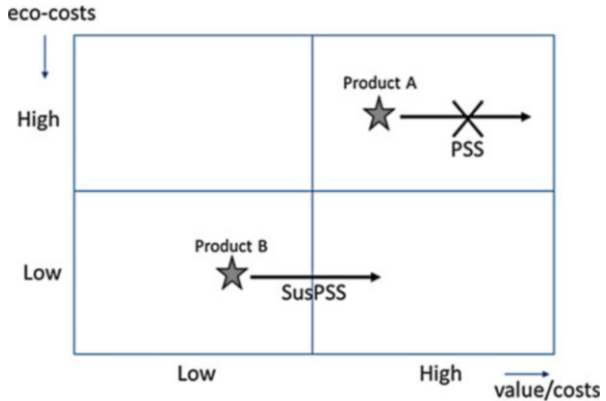 eco-costs
Product A
High
PSS
Product B
Low
SusPSS
Low
High
value/costs